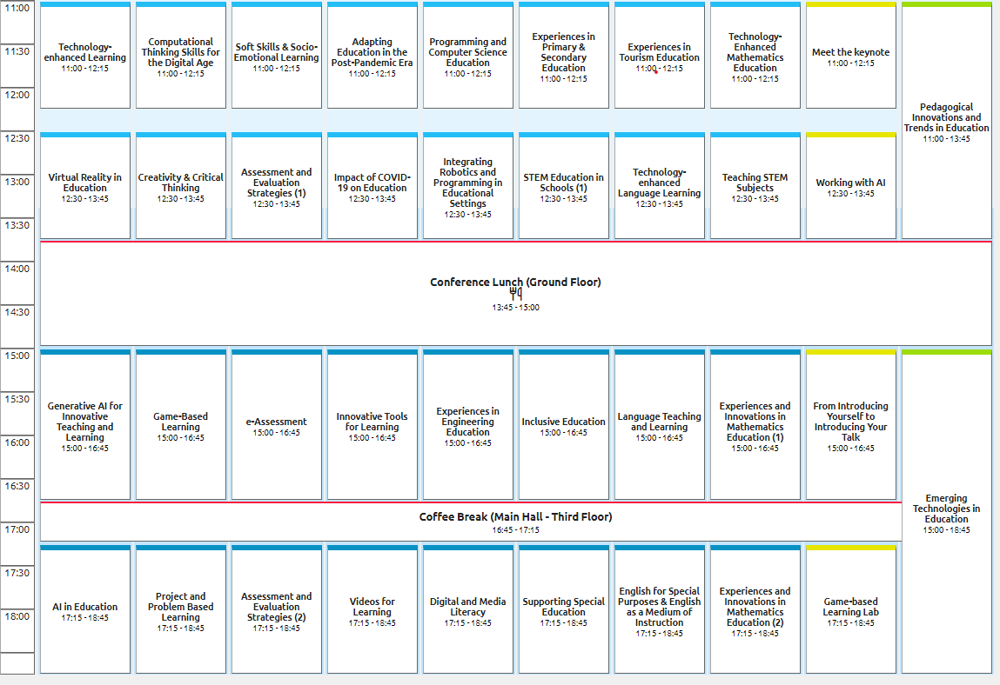 11:00
11:30
12:00
12:30
13:00
13:30
14:00
14:30
15:00
15:30
16:00
16:30
17:00
17:30
18:00
Technology-
enhanced Learning
11:00 - 12:15
Computational
Thinking Skills for
the Digital Age
11:00 - 12:15
Soft Skills & Socio-
Emotional Learning
11:00 - 12:15
Adapting
Education in the
Post-Pandemic Era
11:00 - 12:15
Programming and
Computer Science
Education
11:00 - 12:15
Experiences in
Primary &
Secondary
Education
11:00 - 12:15
Experiences in
Tourism Education
11:00 - 12:15
Technology-
Enhanced
Mathematics
Education
11:00 - 12:15
Meet the keynote
11:00 - 12:15
Pedagogical
Innovations and
Trends in Education
11:00 - 13:45
Virtual Reality in
Education
12:30 - 13:45
Creativity & Critical
Thinking
12:30 - 13:45
Assessment and
Evaluation
Strategies (1)
12:30 - 13:45
Impact of COVID-
19 on Education
12:30 - 13:45
Integrating
Robotics and
Programming in
Educational
Settings
12:30 - 13:45
STEM Education in
Schools (1)
12:30 - 13:45
Technology-
enhanced
Language Learning
12:30 - 13:45
Teaching STEM
Subjects
12:30 - 13:45
Working with AI
12:30 - 13:45
Conference Lunch (Ground Floor)
13:45 - 15:00
Generative AI for
Innovative
Teaching and
Learning
15:00 - 16:45
Game-Based
Learning
15:00 - 16:45
e-Assessment
15:00 - 16:45
Innovative Tools
for Learning
15:00 - 16:45
Experiences in
Engineering
Education
15:00 - 16:45
Inclusive Education
15:00 - 16:45
Language Teaching
and Learning
15:00 - 16:45
Experiences and
Innovations in
Mathematics
Education (1)
15:00 - 16:45
From Introducing
Yourself to
Introducing Your
Talk
15:00 - 16:45
Emerging
Technologies in
Education
15:00 - 18:45
Coffee Break (Main Hall - Third Floor)
16:45 - 17:15
AI in Education
17:15 - 18:45
Project and
Problem Based
Learning
17:15 - 18:45
Assessment and
Evaluation
Strategies (2)
17:15 - 18:45
Videos for
Learning
17:15 - 18:45
Digital and Media
Literacy
17:15 - 18:45
Supporting Special
Education
17:15 - 18:45
English for Special
Purposes & English
as a Medium of
Instruction
17:15 - 18:45
Experiences and
Innovations in
Mathematics
Education (2)
17:15 - 18:45
Game-based
Learning Lab
17:15 - 18:45